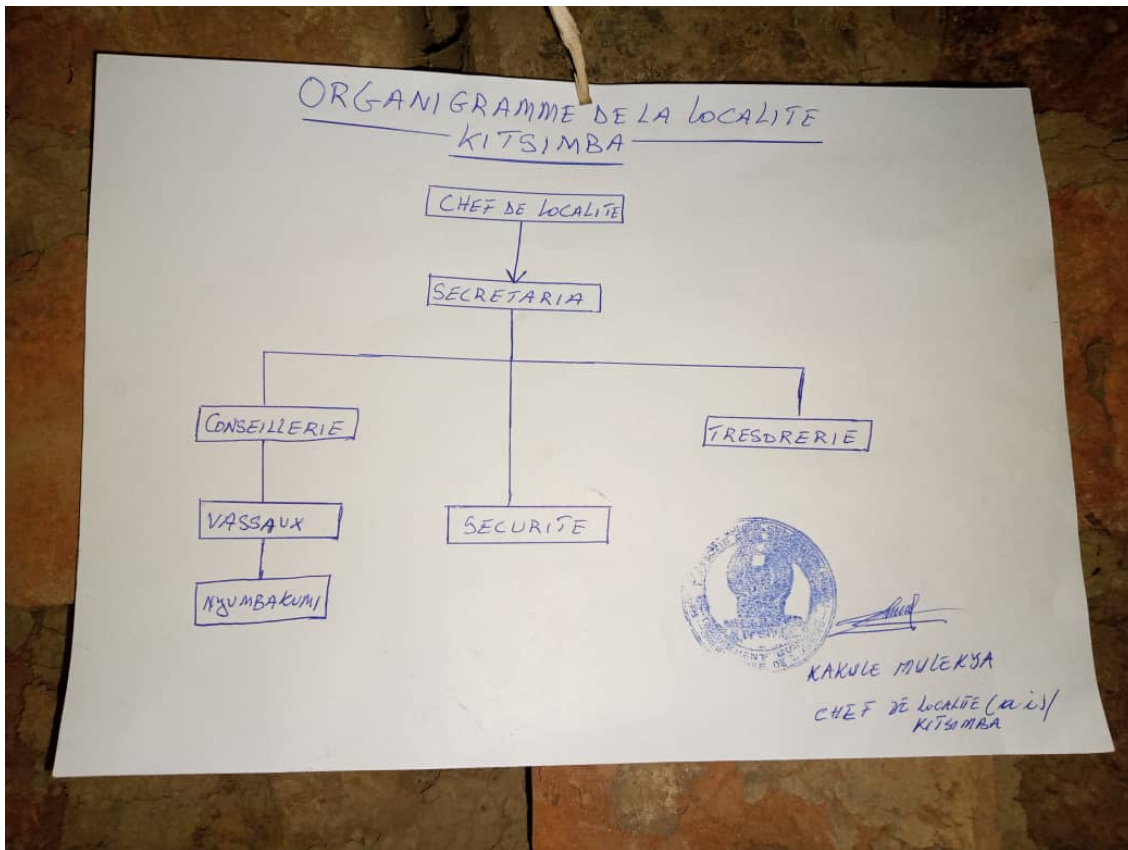 ORGANIGRAMME DE LA LOCALITE
KITSIMBA
CHEF DE LOCALITE
SECRETARIA
CONSEILLERIE
TRESORERIE
VASSAUX
SECURITE
NYUMBAKUMI
KAKULE MULEKYA
CHEF DE LOCALITE (a.i)/
KITSIMBA